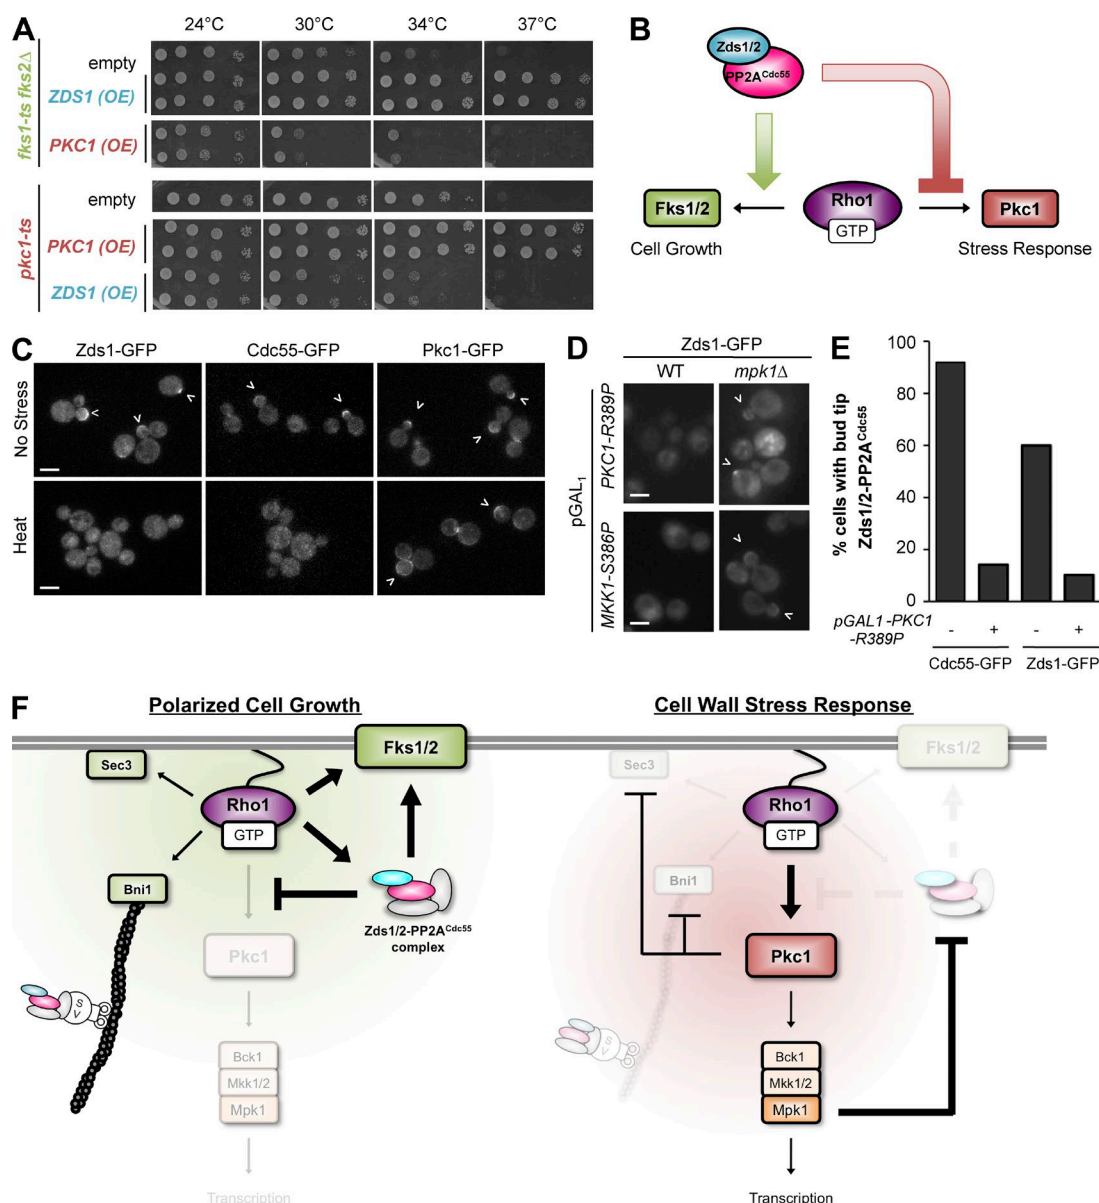 A
24°C 30°C 34°C 37°C
fks1-ts fks2Δ
empty
ZDS1 (OE)
PKC1 (OE)
pkc1-ts
empty
PKC1 (OE)
ZDS1 (OE)
B
Zds1/2
PP2ACdc55
Fks1/2
Rho1
GTP
Pkc1
Cell Growth
Stress Response
C
Zds1-GFP Cdc55-GFP Pkc1-GFP
No Stress
Heat
D
Zds1-GFP
WT mpk1Δ
pGAL1
PKC1-R389P
MKK1-S386P
E
% cells with bud tip
Zds1/2-PP2ACdc55
100
80
60
40
20
0
pGAL1-PKC1
-R389P
- + - +
Cdc55-GFP Zds1-GFP
F
Polarized Cell Growth
Sec3
Fks1/2
Rho1
GTP
Bni1
Zds1/2-PP2ACdc55
complex
Pkc1
S
V
Bck1
Mkk1/2
Mpk1
Transcription
Cell Wall Stress Response
Sec3
Fks1/2
Rho1
GTP
Bni1
Pkc1
S
V
Bck1
Mkk1/2
Mpk1
Transcription